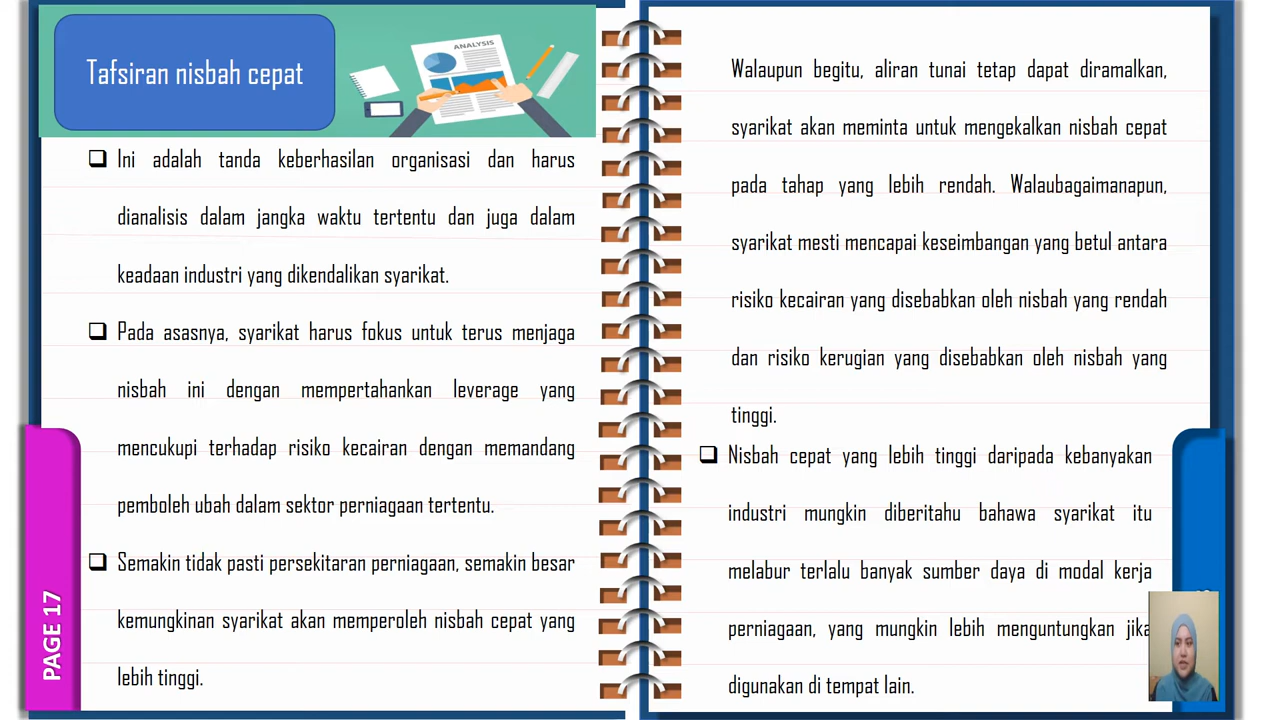 Tafsiran nisbah cepat
ANALYSIS
Ini adalah tanda keberhasilan organisasi dan harus
dianalisis dalam jangka waktu tertentu dan juga dalam
keadaan industri yang dikendalikan syarikat.
Pada asasnya, syarikat harus fokus untuk terus menjaga
nisbah ini dengan mempertahankan leverage yang
mencukupi terhadap risiko kecairan dengan memandang
pemboleh ubah dalam sektor perniagaan tertentu.
Semakin tidak pasti persekitaran perniagaan, semakin besar
kemungkinan syarikat akan memperoleh nisbah cepat yang
lebih tinggi.
PAGE 17
Walaupun begitu, aliran tunai tetap dapat diramalkan,
syarikat akan meminta untuk mengekalkan nisbah cepat
pada tahap yang lebih rendah. Walaubagaimanapun,
syarikat mesti mencapai keseimbangan yang betul antara
risiko kecairan yang disebabkan oleh nisbah yang rendah
dan risiko kerugian yang disebabkan oleh nisbah yang
tinggi.
Nisbah cepat yang lebih tinggi daripada kebanyakan
industri mungkin diberitahu bahawa syarikat itu
melabur terlalu banyak sumber daya di modal kerja
perniagaan, yang mungkin lebih menguntungkan jika
digunakan di tempat lain.